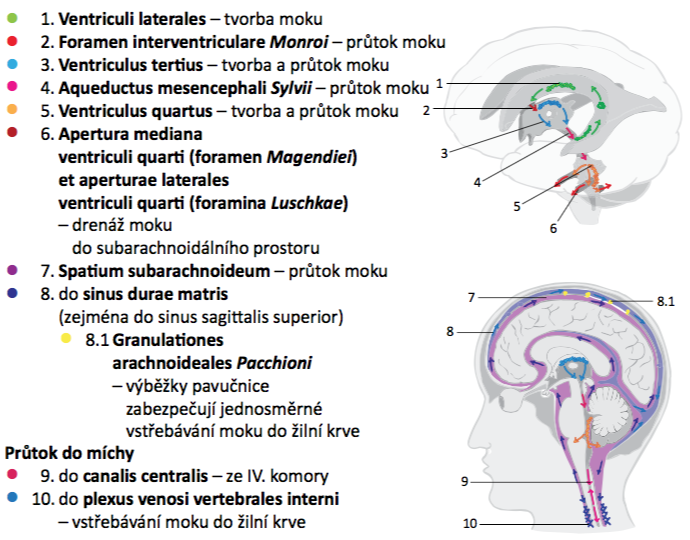 1. Ventriculi laterales – tvorba moku
2. Foramen interventriculare Monroi – průtok moku
3. Ventriculus tertius – tvorba a průtok moku
4. Aqueductus mesencephali Sylvii – průtok moku
5. Ventriculus quartus – tvorba a průtok moku
6. Apertura mediana
ventriculi quarti (foramen Magendiei)
et aperturae laterales
ventriculi quarti (foramina Luschkae)
– drenáž moku
do subarachnoidálního prostoru
7. Spatium subarachnoideum – průtok moku
8. do sinus durae matris
(zejména do sinus sagittalis superior)
8.1 Granulationes
arachnoideales Pacchioni
– výběžky pavučnice
zabezpečují jednosměrné
vstřebávání moku do žilní krve
Průtok do míchy
9. do canalis centralis – ze IV. komory
10. do plexus venosi vertebrales interni
– vstřebávání moku do žilní krve
1
2
3
4
5
6
7
8.1
8
9
10